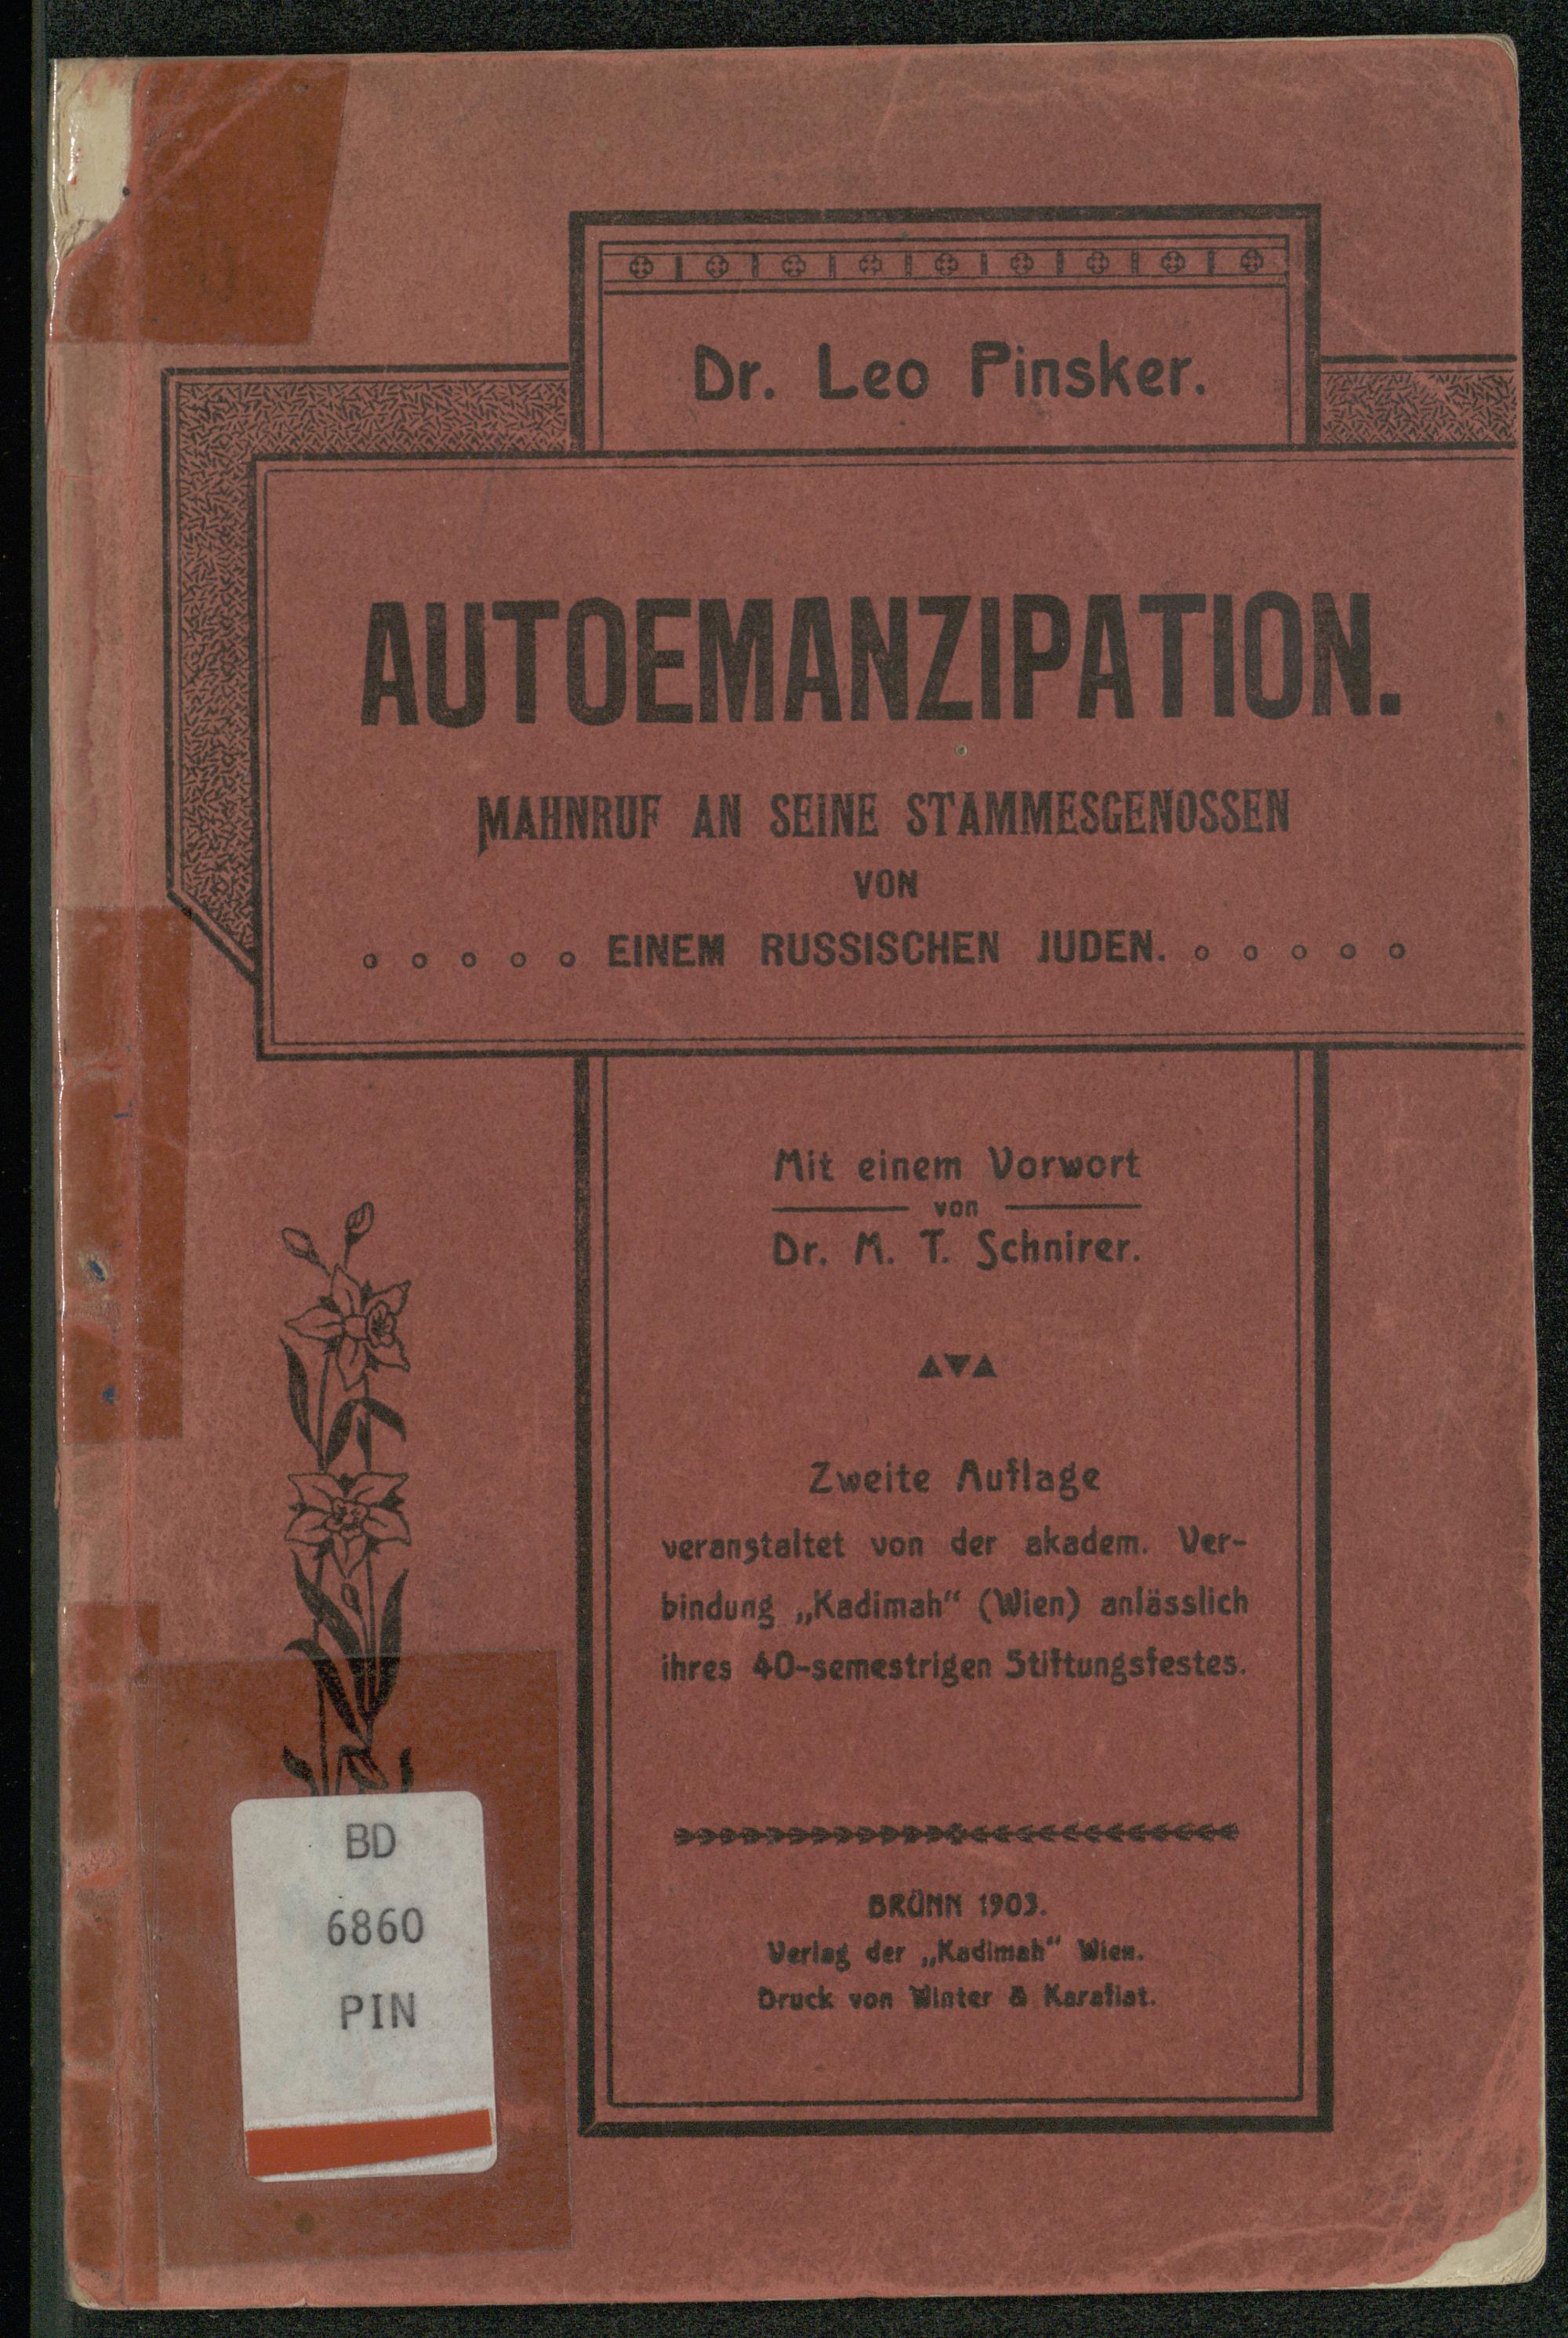 Dr. Leo Pinsker.
AUTOEMANZIPATION.
MAHNRUF AN SEINE STAMMESGENOSSEN
VON
EINEM RUSSISCHEN JUDEN.
Mit einem Vorwort
von
Dr. M. T. Schnirer.
Zweite Auflage
veranstaltet von der akadem. Ver-
bindung „Kadimah“ (Wien) anlässlich
ihres 40-semestrigen Stiftungsfestes.
BRÜNN 1903.
Verlag der „Kadimah“ Wien.
Druck von Winter & Karafiat.
BD
6860
PIN